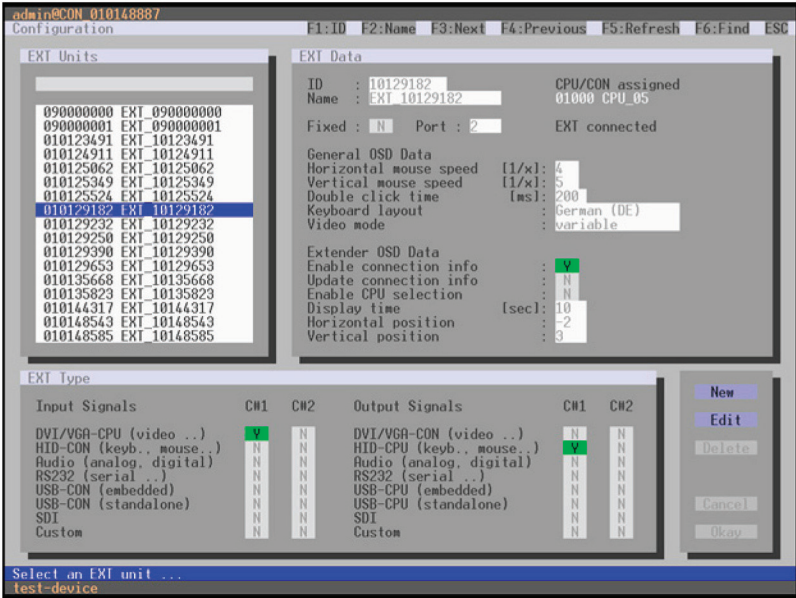 admin@CON_010148887
Configuration F1:ID F2:Name F3:Next F4:Previous F5:Refresh F6:Find ESC
EXT Units
090000000 EXT_090000000
090000001 EXT_090000001
010123491 EXT_10123491
010124911 EXT_10124911
010125062 EXT_10125062
010125349 EXT_10125349
010125524 EXT_10125524
010129182 EXT_10129182
010129232 EXT_10129232
010129250 EXT_10129250
010129390 EXT_10129390
010129653 EXT_10129653
010135668 EXT_10135668
010135823 EXT_10135823
010144317 EXT_10144317
010148543 EXT_10148543
010148585 EXT_10148585
EXT Data
ID : 10129182 CPU/CON assigned
Name : EXT_10129182 01000 CPU_05
Fixed : N Port : 2 EXT connected
General OSD Data
Horizontal mouse speed [1/x]: 4
Vertical mouse speed [1/x]: 5
Double click time [ms]: 200
Keyboard layout : German (DE)
Video mode : variable
Extender OSD Data
Enable connection info : Y
Update connection info : N
Enable CPU selection : N
Display time [sec]: 10
Horizontal position : -2
Vertical position : 3
EXT Type
Input Signals C#1 C#2 Output Signals C#1 C#2
DVI/VGA-CPU (video ..) Y N DVI/VGA-CON (video ..) N N
HID-CON (keyb., mouse..) N N HID-CPU (keyb., mouse..) Y N
Audio (analog, digital) N N Audio (analog, digital) N N
RS232 (serial ..) N N RS232 (serial ..) N N
USB-CON (embedded) N N USB-CPU (embedded) N N
USB-CON (standalone) N N USB-CPU (standalone) N N
SDI N N SDI N N
Custom N N Custom N N
New
Edit
Delete
Cancel
Okay
Select an EXT unit ...
test-device